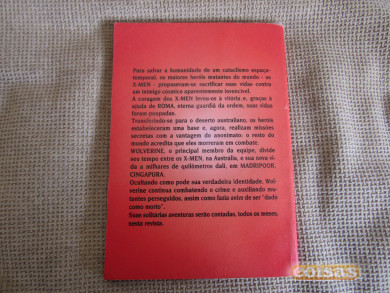 Para salvar a humanidade de um cataclismo espaço-
temporal, os maiores heróis mutantes do mundo - os
X-MEN - propuseram-se sacrificar suas vidas contra
um inimigo cósmico aparentemente invencível.
A coragem dos X-MEN levou-os à vitória e, graças à
ajuda de ROMA, eterna guardiã da ordem, suas vidas
foram poupadas.
Transferindo-se para o deserto australiano, os heróis
estabeleceram uma base e, agora, realizam missões
secretas com a vantagem do anonimato: o resto do
mundo acredita que eles morreram em combate.
WOLVERINE, o principal membro da equipe, divide
seu tempo entre os X-MEN, na Austrália, e sua nova vi-
da a milhares de quilômetros dali, em MADRIPOOR,
CINGAPURA.
Ocultando como pode sua verdadeira identidade, Wol-
verine continua combatendo o crime e auxiliando mu-
tantes perseguidos, assim como fazia antes de ser "dado
como morto".
Suas solitárias aventuras serão contadas, todos os meses,
nesta revista.
coisas